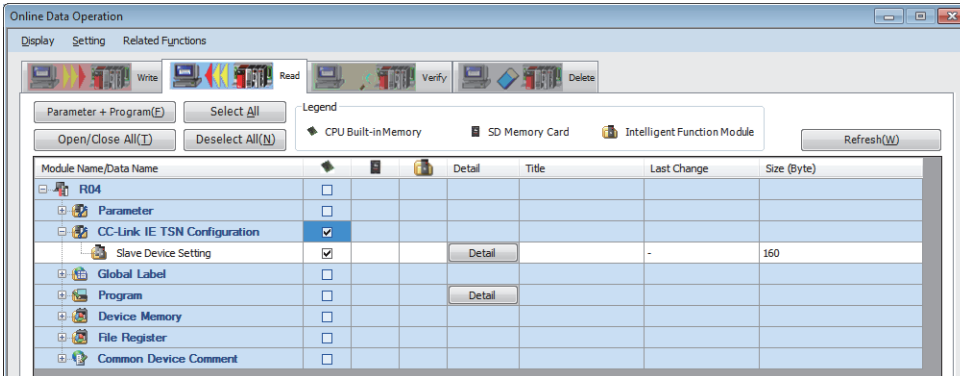 Online Data Operation
Display Setting Related Functions
Write Read Verify Delete
Parameter + Program(F) Select All Legend
CPU Built-in Memory SD Memory Card Intelligent Function Module
Open/Close All(T) Deselect All(N) Refresh(W)
Module Name/Data Name Detail Title Last Change Size (Byte)
R04
Parameter
CC-Link IE TSN Configuration
Slave Device Setting Detail - 160
Global Label
Program Detail
Device Memory
File Register
Common Device Comment